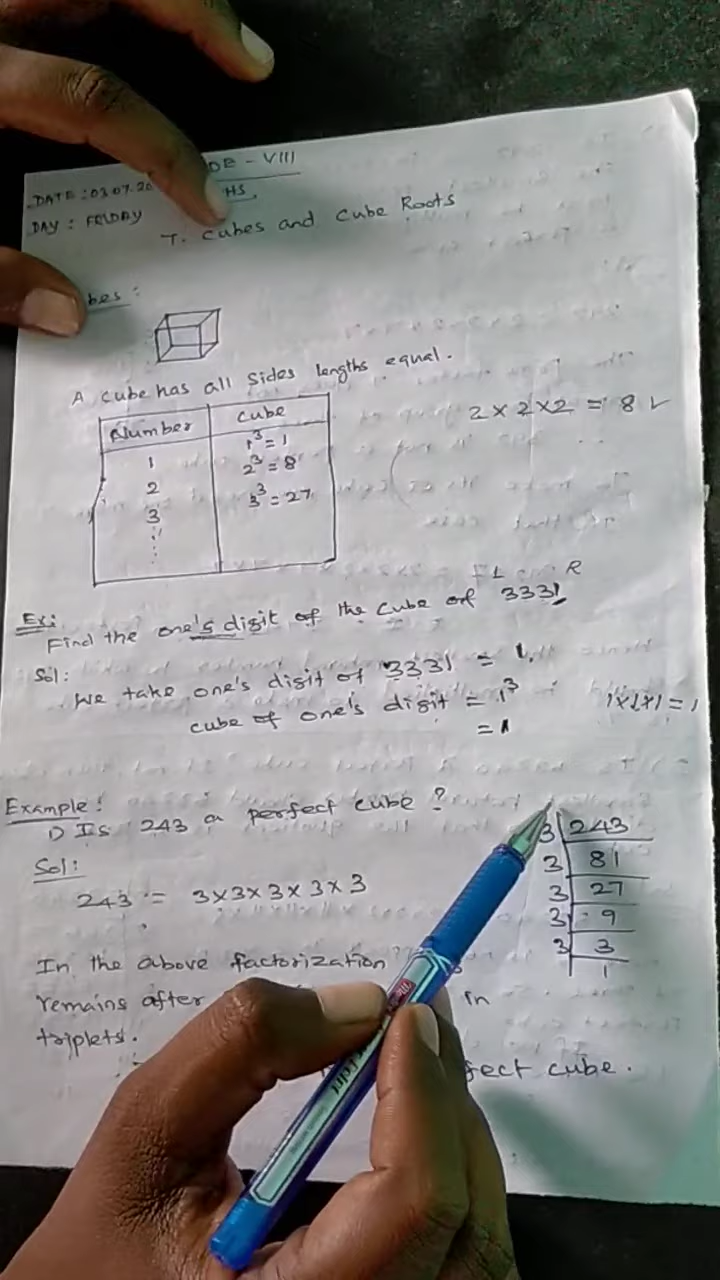 DE - VIII
DATE : 03.07.20
HS.
DAY : FRIDAY
7. Cubes and Cube Roots
bes :
A cube has all sides lengths equal.
Number cube
1 1³ = 1
2 2³ = 8
3 3³ = 27
2 × 2 × 2 = 8 ✓
L R
Ex:
Find the one's digit of the cube of 3331
Sol:
We take one's digit of 3331 = 1.
cube of one's digit = 1³
= 1
1×1×1 = 1
Example:
1) Is 243 a perfect cube ?
Sol:
243 = 3×3×3×3×3
3 243
3 81
3 27
3 9
3 3
1
In the above factorization
remains after in
triplets.
fect cube.